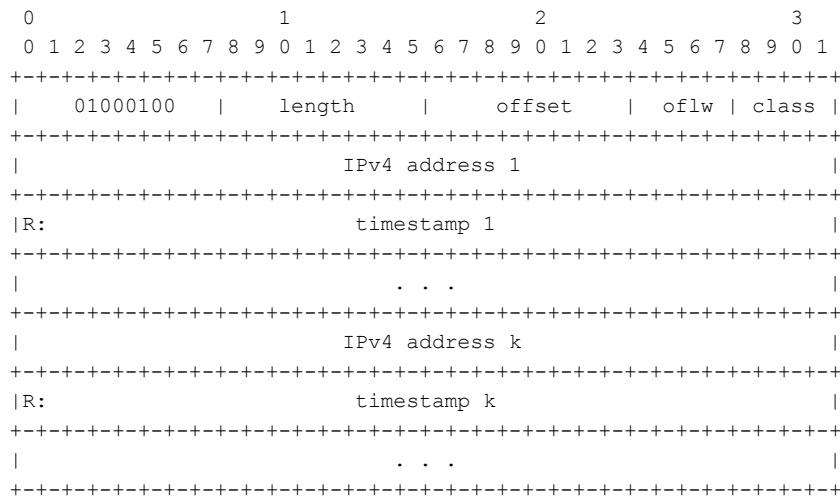 0                   1                   2                   3
 0 1 2 3 4 5 6 7 8 9 0 1 2 3 4 5 6 7 8 9 0 1 2 3 4 5 6 7 8 9 0 1
+-+-+-+-+-+-+-+-+-+-+-+-+-+-+-+-+-+-+-+-+-+-+-+-+-+-+-+-+-+-+-+-+
|    01000100   |    length     |     offset    |  oflw | class |
+-+-+-+-+-+-+-+-+-+-+-+-+-+-+-+-+-+-+-+-+-+-+-+-+-+-+-+-+-+-+-+-+
|                         IPv4 address 1                        |
+-+-+-+-+-+-+-+-+-+-+-+-+-+-+-+-+-+-+-+-+-+-+-+-+-+-+-+-+-+-+-+-+
|R:                        timestamp 1                          |
+-+-+-+-+-+-+-+-+-+-+-+-+-+-+-+-+-+-+-+-+-+-+-+-+-+-+-+-+-+-+-+-+
|                             . . .                             |
+-+-+-+-+-+-+-+-+-+-+-+-+-+-+-+-+-+-+-+-+-+-+-+-+-+-+-+-+-+-+-+-+
|                         IPv4 address k                        |
+-+-+-+-+-+-+-+-+-+-+-+-+-+-+-+-+-+-+-+-+-+-+-+-+-+-+-+-+-+-+-+-+
|R:                        timestamp k                          |
+-+-+-+-+-+-+-+-+-+-+-+-+-+-+-+-+-+-+-+-+-+-+-+-+-+-+-+-+-+-+-+-+
|                             . . .                             |
+-+-+-+-+-+-+-+-+-+-+-+-+-+-+-+-+-+-+-+-+-+-+-+-+-+-+-+-+-+-+-+-+